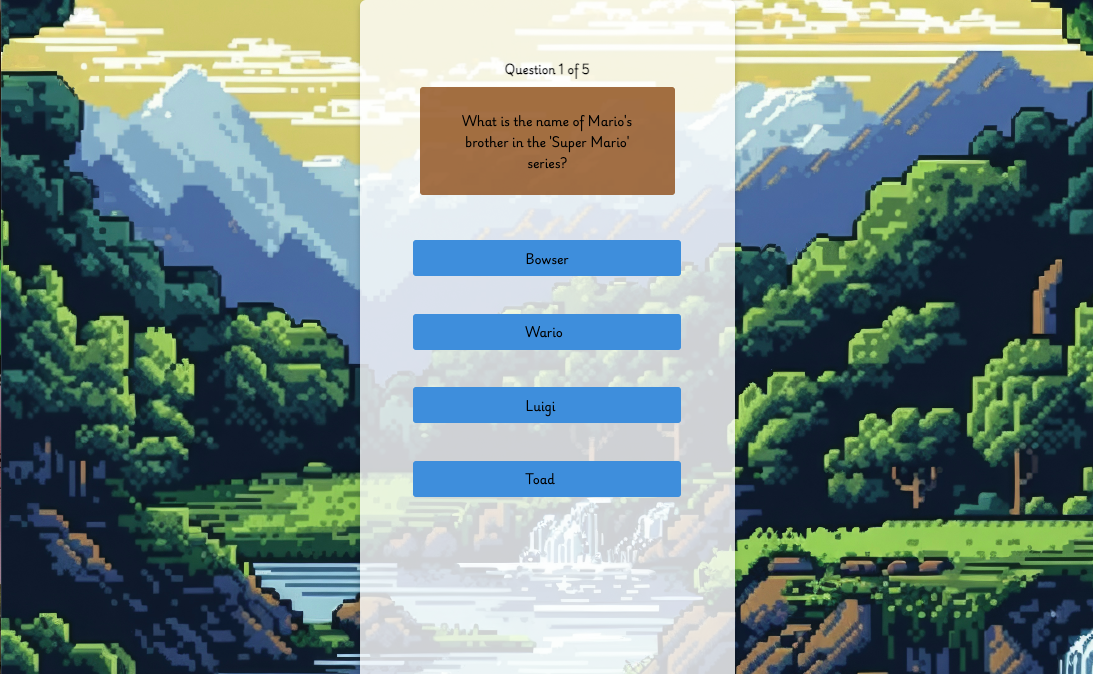 Question 1 of 5
What is the name of Mario's
brother in the 'Super Mario'
series?
Bowser
Wario
Luigi
Toad